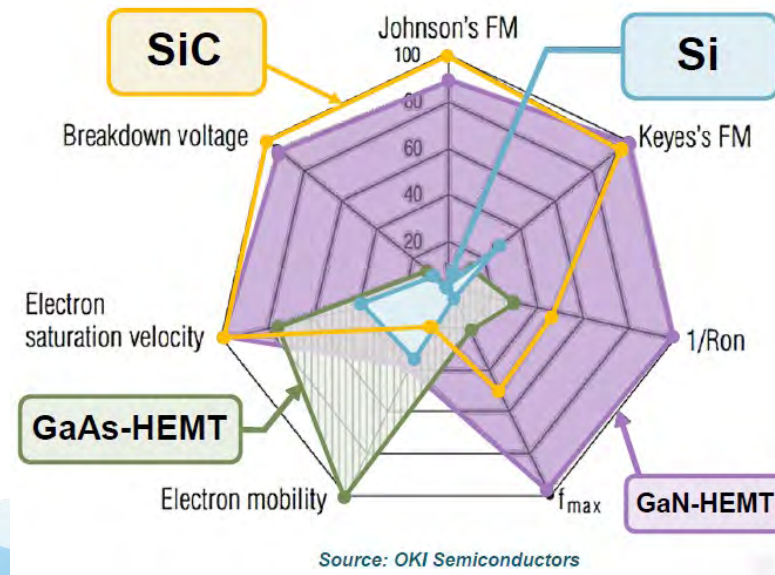 Johnson's FM
SiC
Si
100
80
60
40
20
Breakdown voltage
Keyes's FM
Electron
saturation velocity
1/Ron
GaAs-HEMT
Electron mobility
fmax
GaN-HEMT
Source: OKI Semiconductors